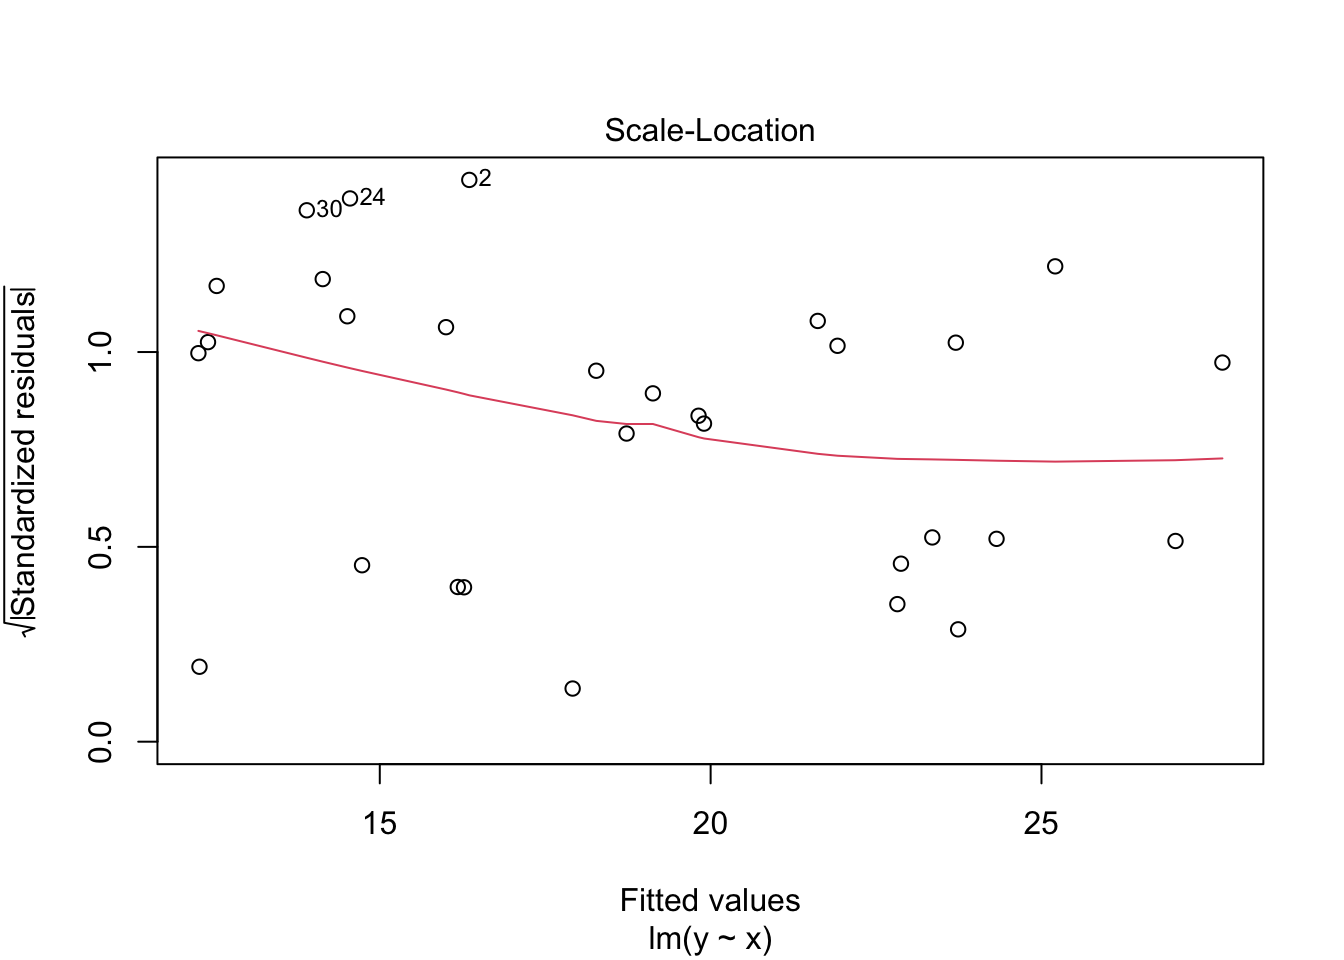 Scale-Location
√|Standardized residuals|
0.0 0.5 1.0
2
24
30
15 20 25
Fitted values
lm(y ~ x)